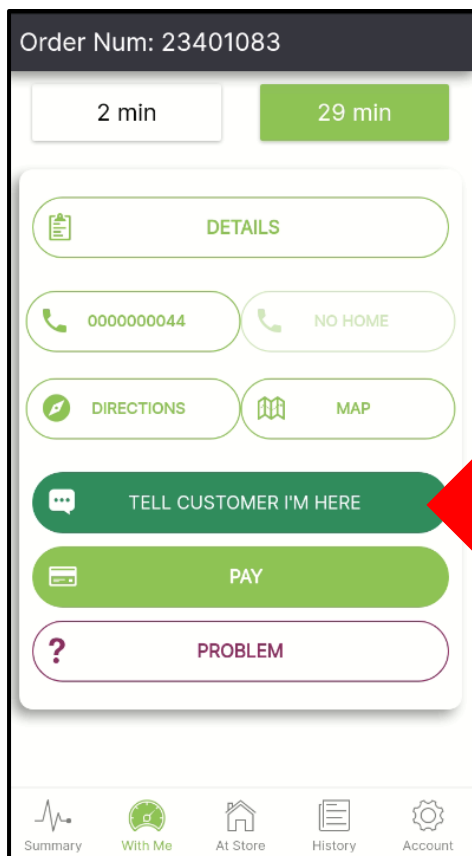 Order Num: 23401083
2 min 29 min
DETAILS
0000000044 NO HOME
DIRECTIONS MAP
TELL CUSTOMER I'M HERE
PAY
? PROBLEM
Summary With Me At Store History Account